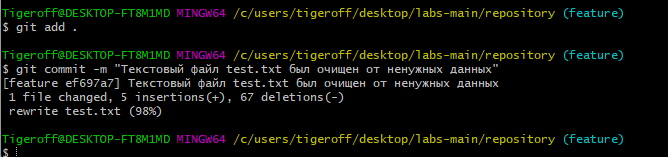 Tigeroff@DESKTOP-FT8M1MD MINGW64 /c/users/tigeroff/desktop/labs-main/repository (feature)
$ git add .
Tigeroff@DESKTOP-FT8M1MD MINGW64 /c/users/tigeroff/desktop/labs-main/repository (feature)
$ git commit -m "Текстовый файл test.txt был очищен от ненужных данных"
[feature ef697a7] Текстовый файл test.txt был очищен от ненужных данных
1 file changed, 5 insertions(+), 67 deletions(-)
rewrite test.txt (98%)
Tigeroff@DESKTOP-FT8M1MD MINGW64 /c/users/tigeroff/desktop/labs-main/repository (feature)
$